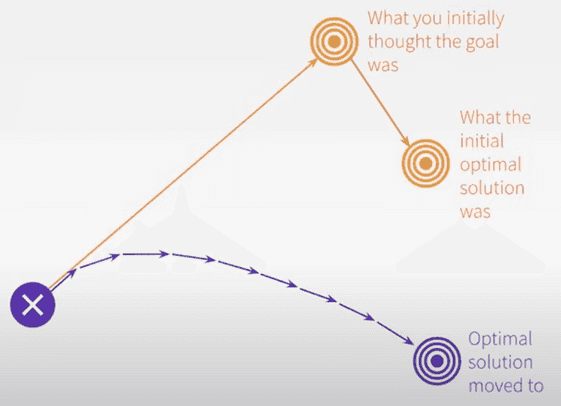 What you initially
thought the goal
was
What the
initial
optimal
solution
was
Optimal
solution
moved to